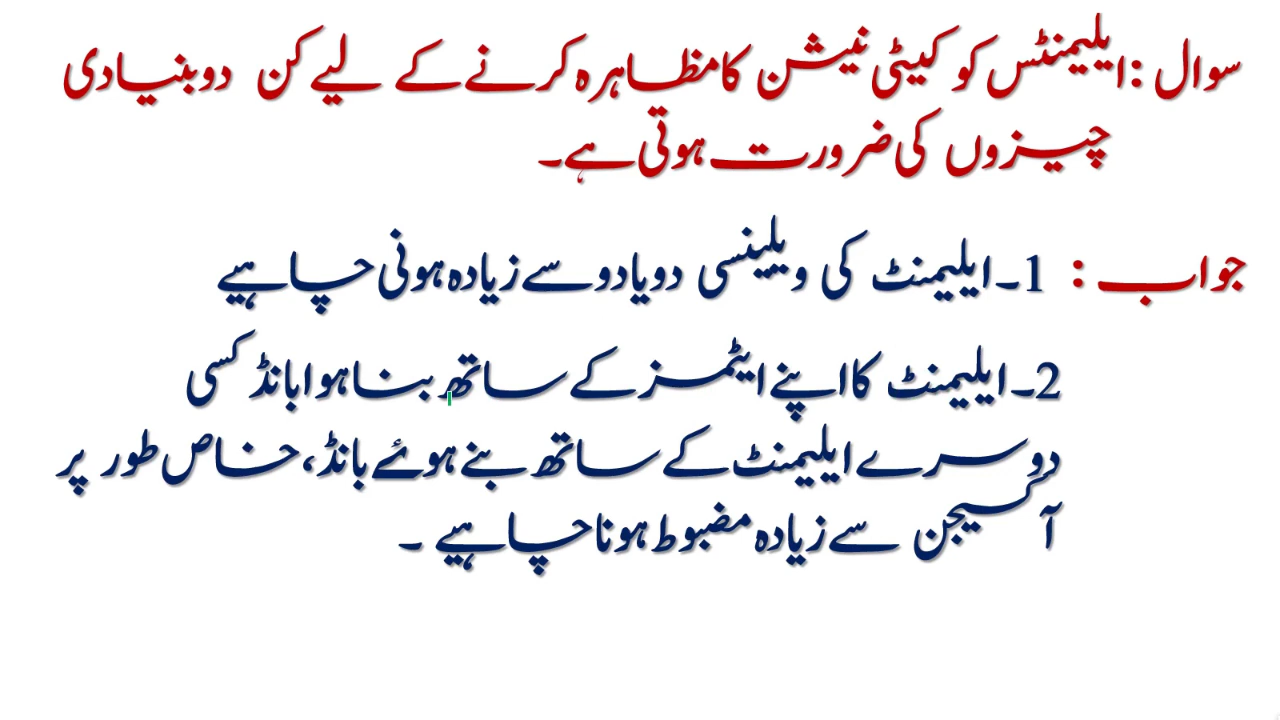 سوال :ایلیمنٹس کو کیٹی نیشن کا مظاہرہ کرنے کے لیے کن دو بنیادی
چیزوں کی ضرورت ہوتی ہے۔
جواب : 1۔ایلیمنٹ کی ویلینسی دو یا دو سے زیادہ ہونی چاہیے
2۔ایلیمنٹ کا اپنے ایٹمز کے ساتھ بنا ہوا بانڈ کسی
دوسرے ایلیمنٹ کے ساتھ بنے ہوئے بانڈ، خاص طور پر
آکسیجن سے زیادہ مضبوط ہونا چاہیے ۔